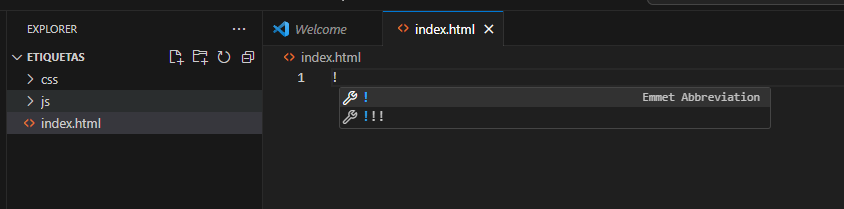 EXPLORER ...
Welcome
index.html
ETIQUETAS
index.html
css
1 !
! Emmet Abbreviation
js
!!!
index.html